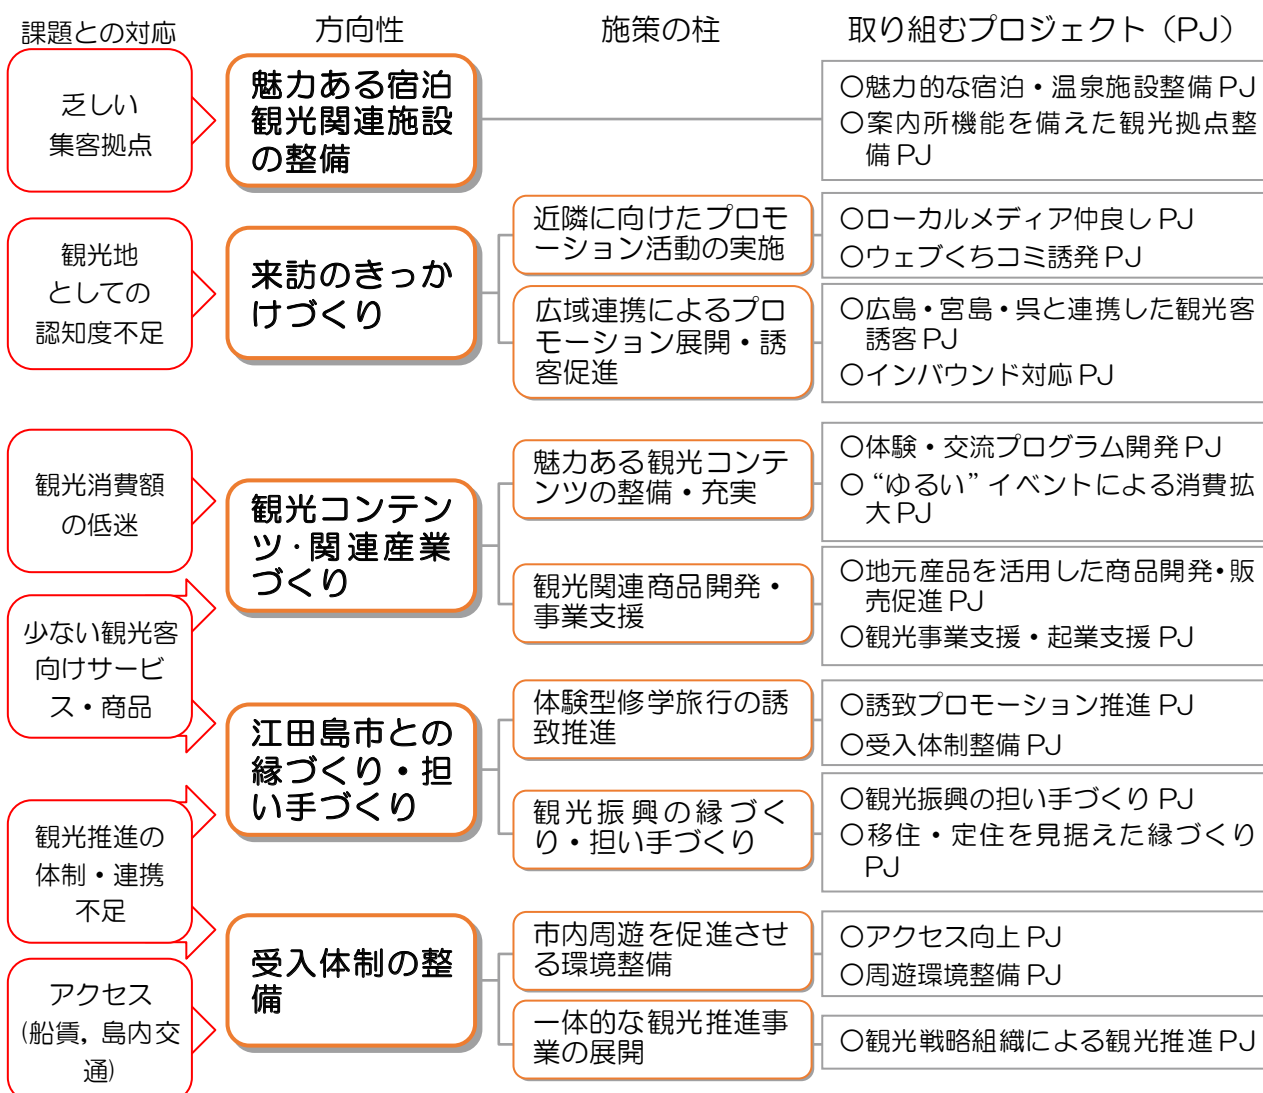 課題との対応
方向性
施策の柱
取り組むプロジェクト（PJ）
乏しい
集客拠点
魅力ある宿泊
観光関連施設
の整備
〇魅力的な宿泊・温泉施設整備PJ
〇案内所機能を備えた観光拠点整
備PJ
観光地
としての
認知度不足
来訪のきっか
けづくり
近隣に向けたプロモ
ーション活動の実施
〇ローカルメディア仲良しPJ
〇ウェブくちコミ誘発PJ
広域連携によるプロ
モーション展開・誘
客促進
〇広島・宮島・呉と連携した観光客
誘客PJ
〇インバウンド対応PJ
観光消費額
の低迷
観光コンテン
ツ・関連産業
づくり
魅力ある観光コンテ
ンツの整備・充実
〇体験・交流プログラム開発PJ
〇“ゆるい”イベントによる消費拡
大PJ
観光関連商品開発・
事業支援
〇地元産品を活用した商品開発・販
売促進PJ
〇観光事業支援・起業支援PJ
少ない観光客
向けサービ
ス・商品
江田島市との
縁づくり・担
い手づくり
体験型修学旅行の誘
致推進
〇誘致プロモーション推進PJ
〇受入体制整備PJ
観光振興の縁づく
り・担い手づくり
〇観光振興の担い手づくりPJ
〇移住・定住を見据えた縁づくり
PJ
観光推進の
体制・連携
不足
受入体制の整
備
市内周遊を促進させ
る環境整備
〇アクセス向上PJ
〇周遊環境整備PJ
アクセス
(船賃，島内交
通)
一体的な観光推進事
業の展開
〇観光戦略組織による観光推進PJ